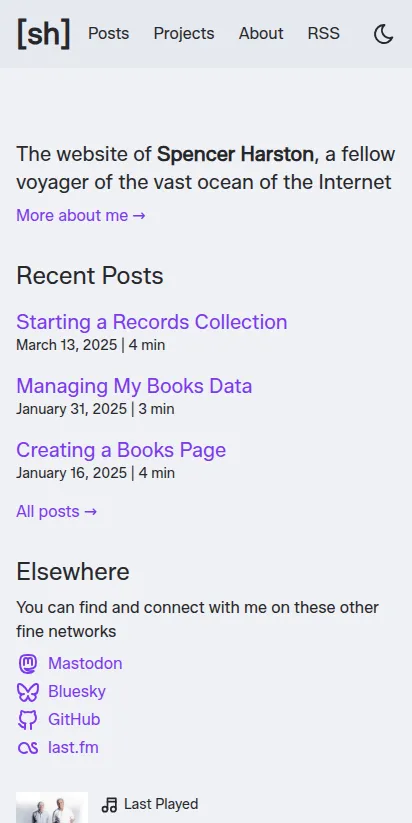 [sh] Posts Projects About RSS
The website of Spencer Harston, a fellow
voyager of the vast ocean of the Internet
More about me →
Recent Posts
Starting a Records Collection
March 13, 2025 | 4 min
Managing My Books Data
January 31, 2025 | 3 min
Creating a Books Page
January 16, 2025 | 4 min
All posts →
Elsewhere
You can find and connect with me on these other
fine networks
Mastodon
Bluesky
GitHub
last.fm
Last Played